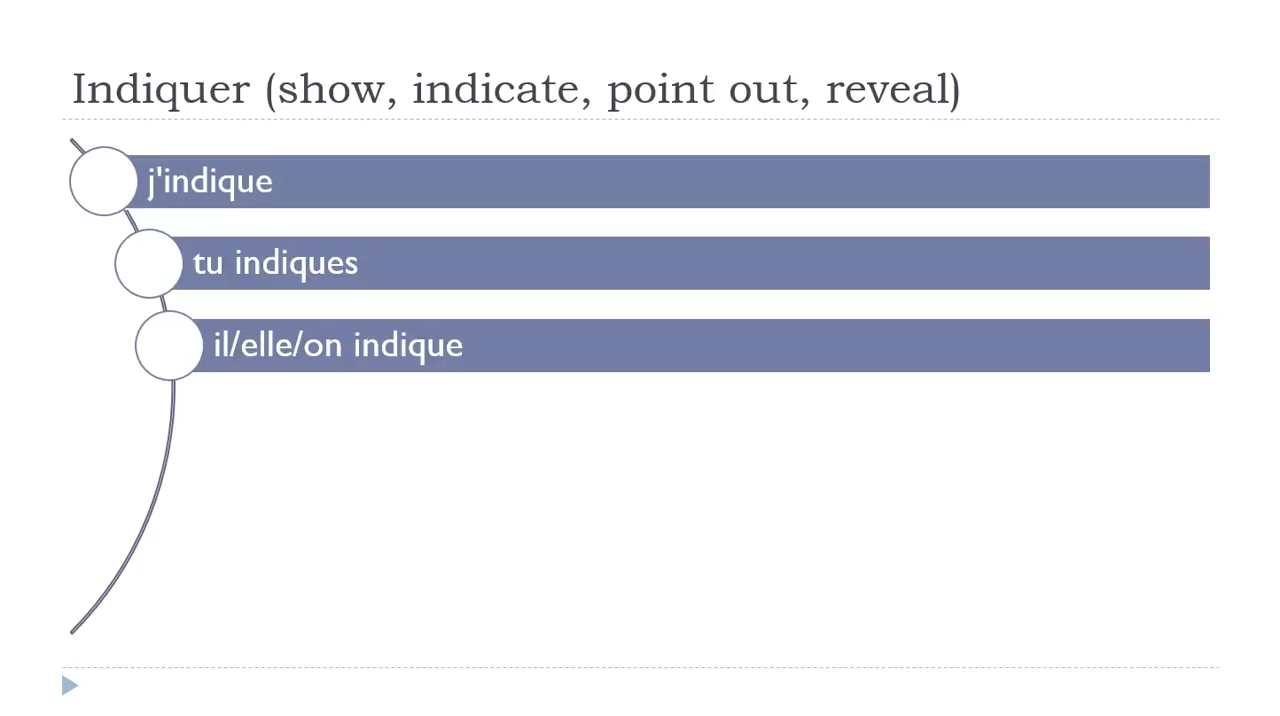 Indiquer (show, indicate, point out, reveal)
j'indique
tu indiques
il/elle/on indique